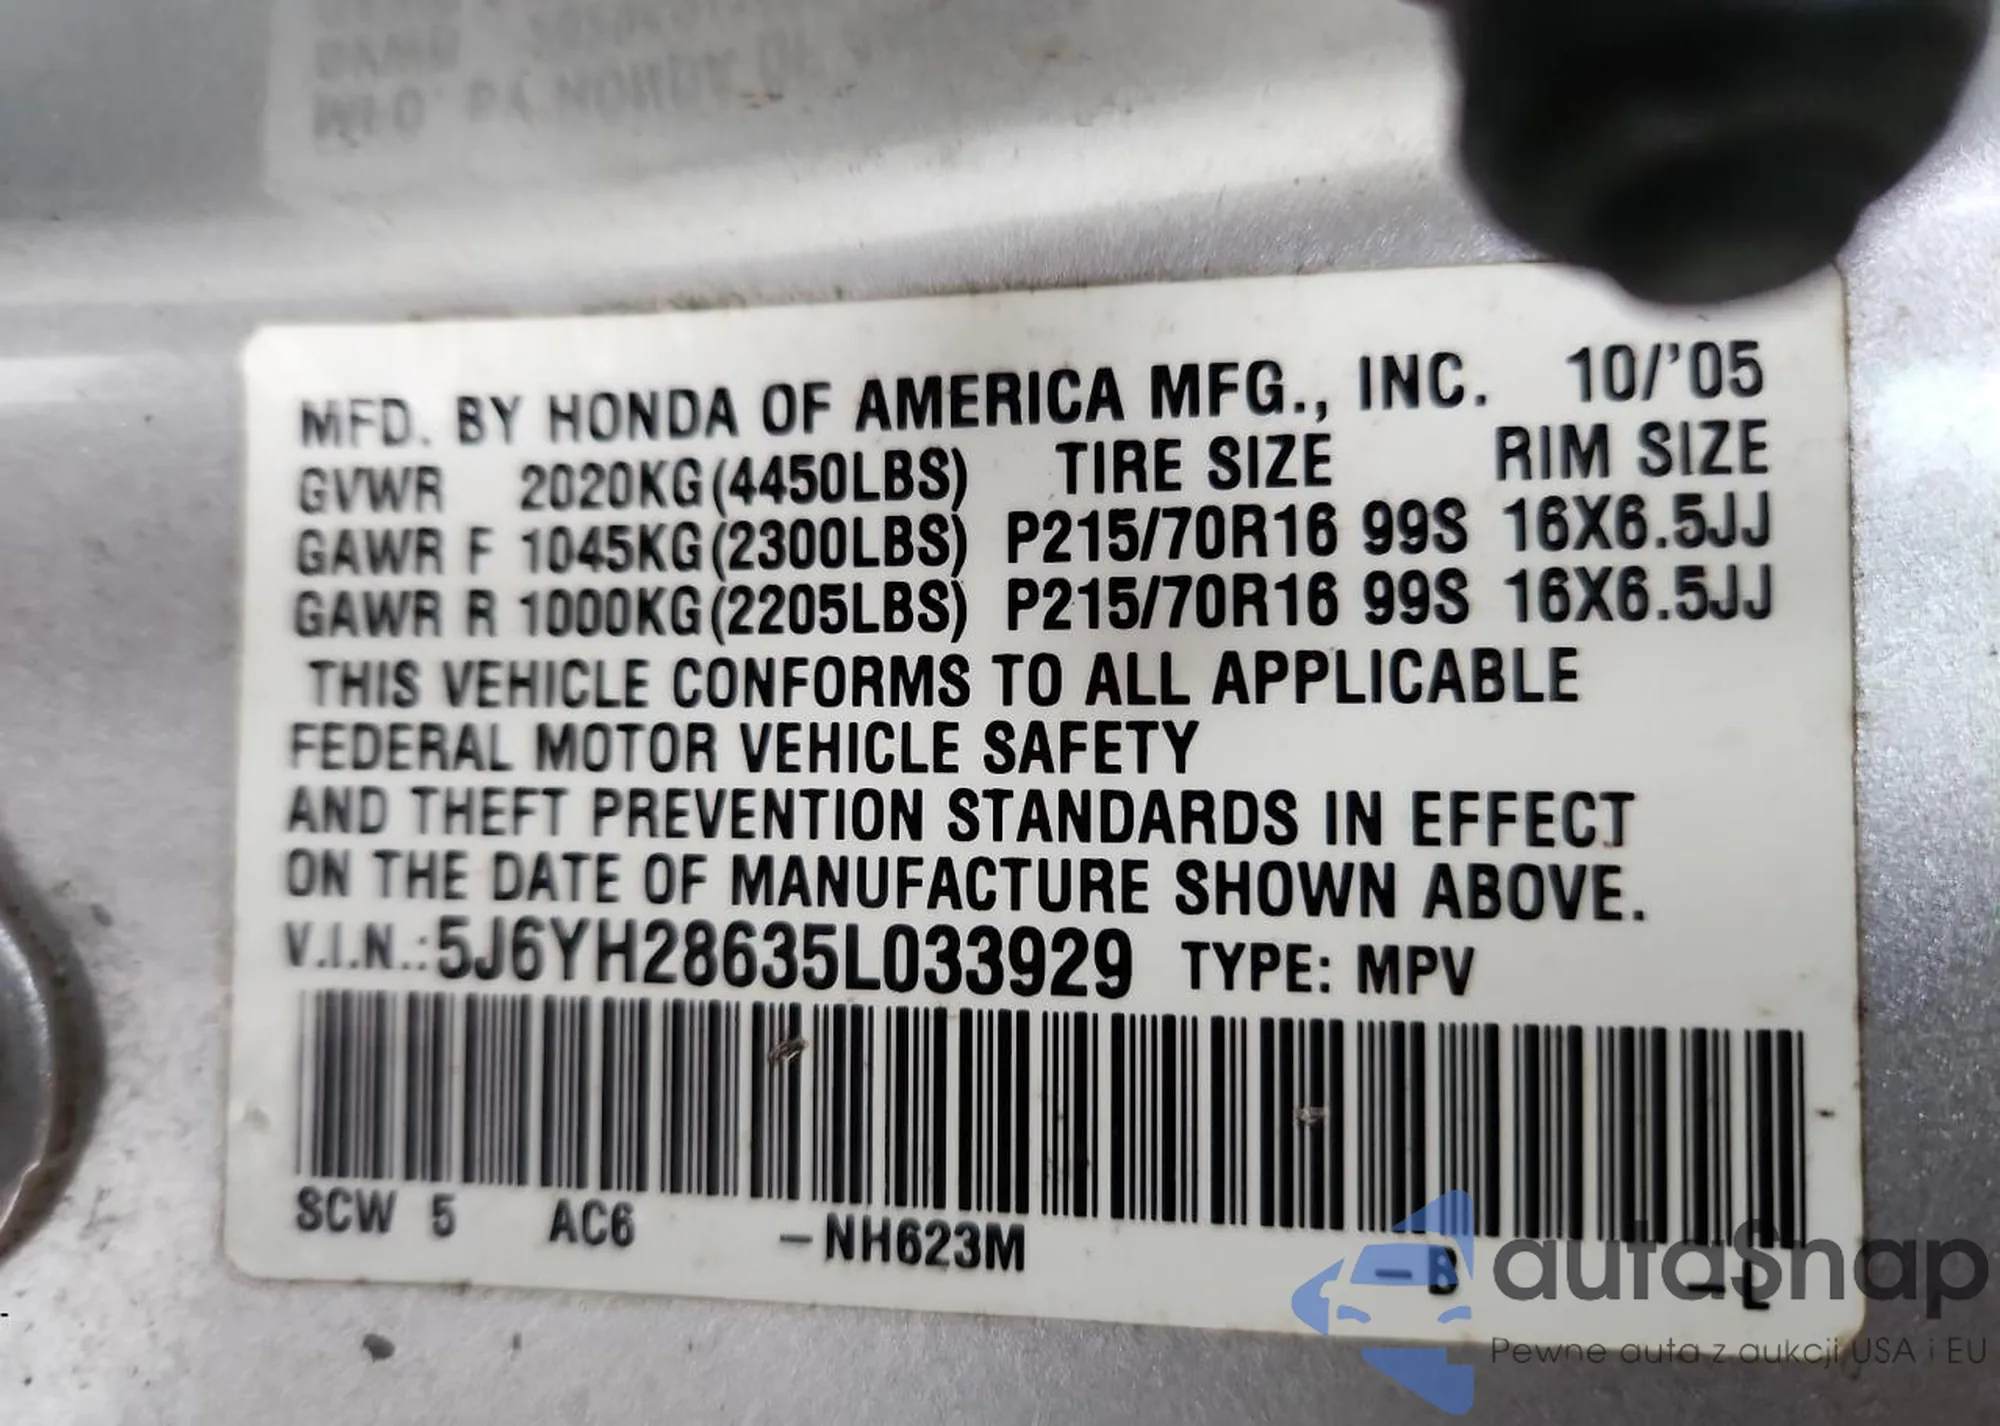 MFD. BY HONDA OF AMERICA MFG., INC. 10/'05
GVWR 2020KG(4450LBS) TIRE SIZE RIM SIZE
GAWR F 1045KG(2300LBS) P215/70R16 99S 16X6.5JJ
GAWR R 1000KG(2205LBS) P215/70R16 99S 16X6.5JJ
THIS VEHICLE CONFORMS TO ALL APPLICABLE
FEDERAL MOTOR VEHICLE SAFETY
AND THEFT PREVENTION STANDARDS IN EFFECT
ON THE DATE OF MANUFACTURE SHOWN ABOVE.
V.I.N.:5J6YH28635L033929 TYPE: MPV
SCW 5 AC6 -NH623M -B -L
autaSnap
Pewne auta z aukcji USA i EU